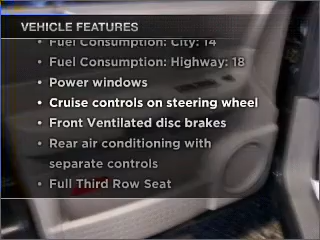 VEHICLE FEATURES
• Fuel Consumption: City: 14
• Fuel Consumption: Highway: 18
• Power windows
• Cruise controls on steering wheel
• Front Ventilated disc brakes
• Rear air conditioning with
separate controls
• Full Third Row Seat